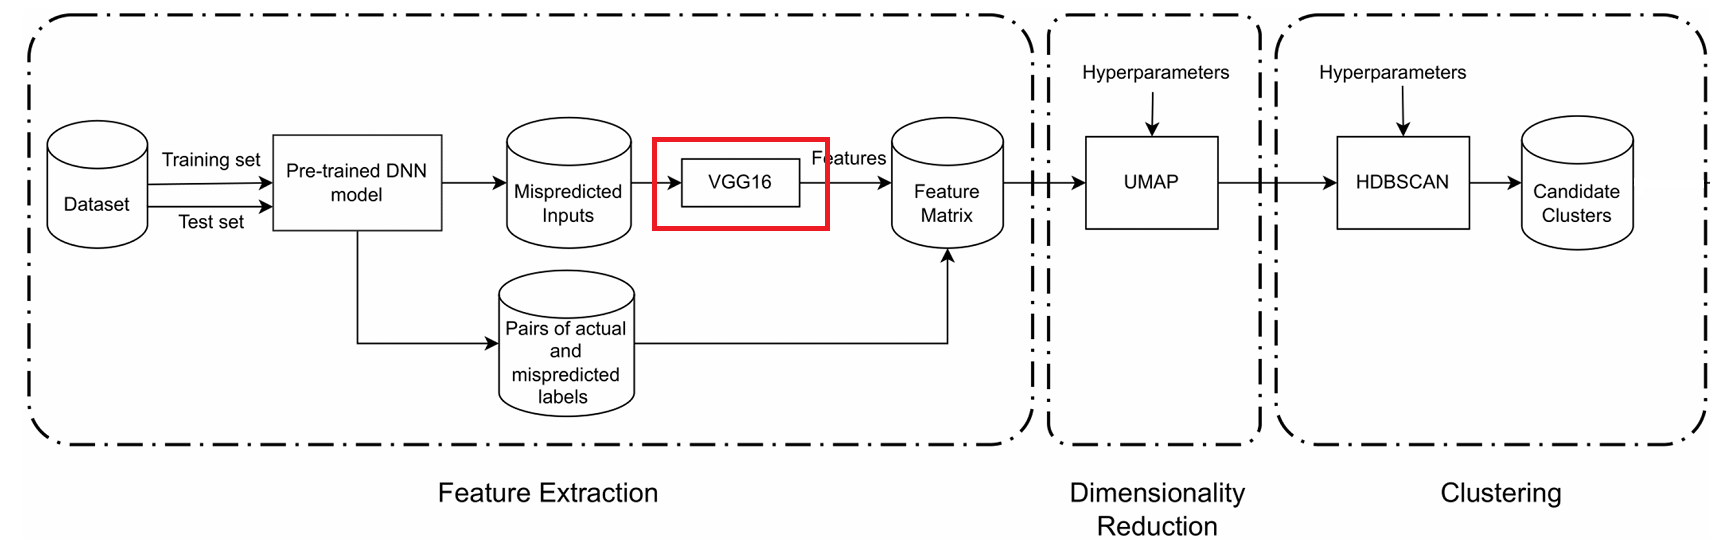 Hyperparameters
Hyperparameters
Training set
Test set
Dataset
Pre-trained DNN
model
Mispredicted
Inputs
VGG16
Features
Feature
Matrix
UMAP
HDBSCAN
Candidate
Clusters
Pairs of actual
and
mispredicted
labels
Feature Extraction
Dimensionality
Reduction
Clustering